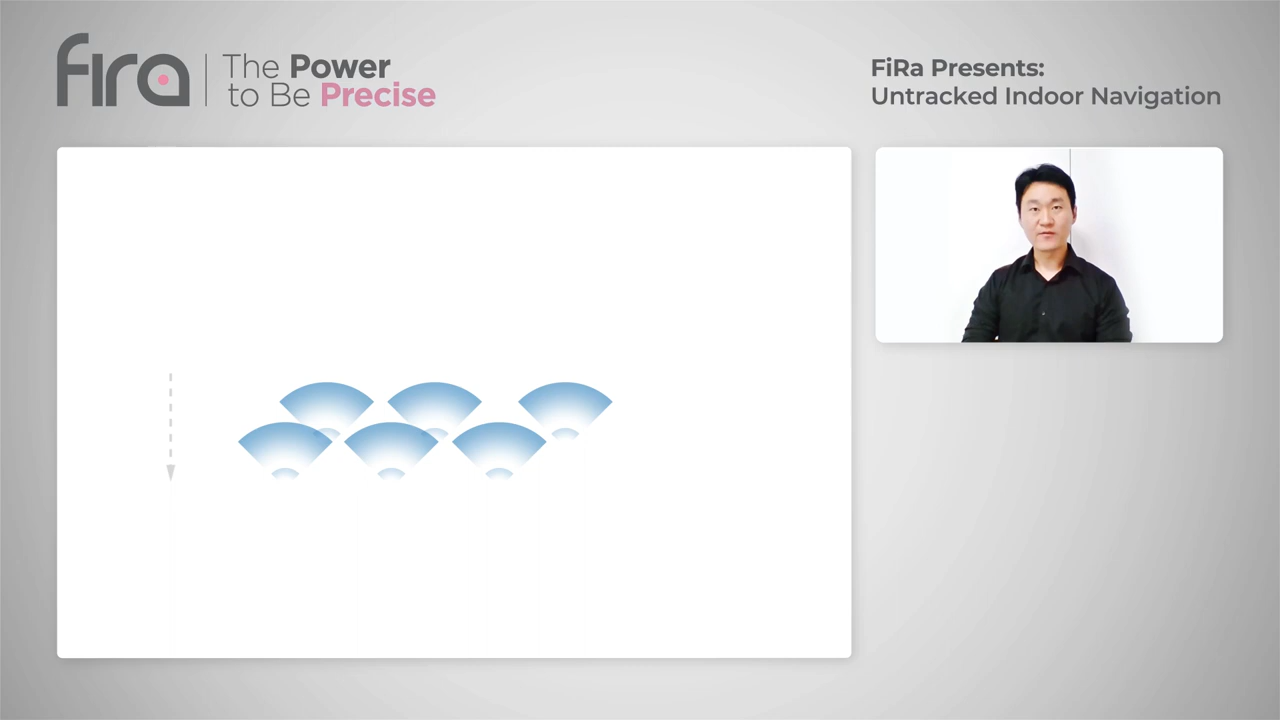 fira
The Power
to Be Precise
FiRa Presents:
Untracked Indoor Navigation